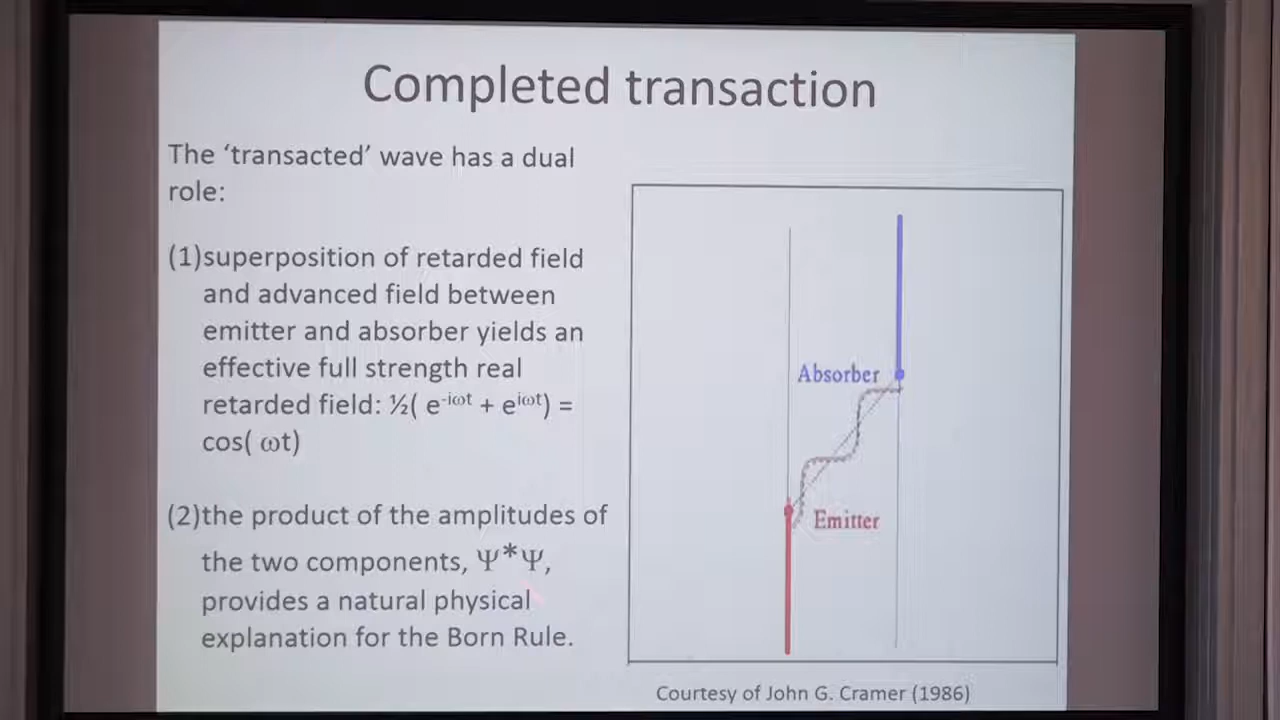 Completed transaction
The ‘transacted’ wave has a dual
role:
(1)superposition of retarded field
and advanced field between
emitter and absorber yields an
effective full strength real
retarded field: ½( e⁻ⁱωᵗ + eⁱωᵗ) =
cos( ωt)
(2)the product of the amplitudes of
the two components, Ψ*Ψ,
provides a natural physical
explanation for the Born Rule.
Absorber
Emitter
Courtesy of John G. Cramer (1986)